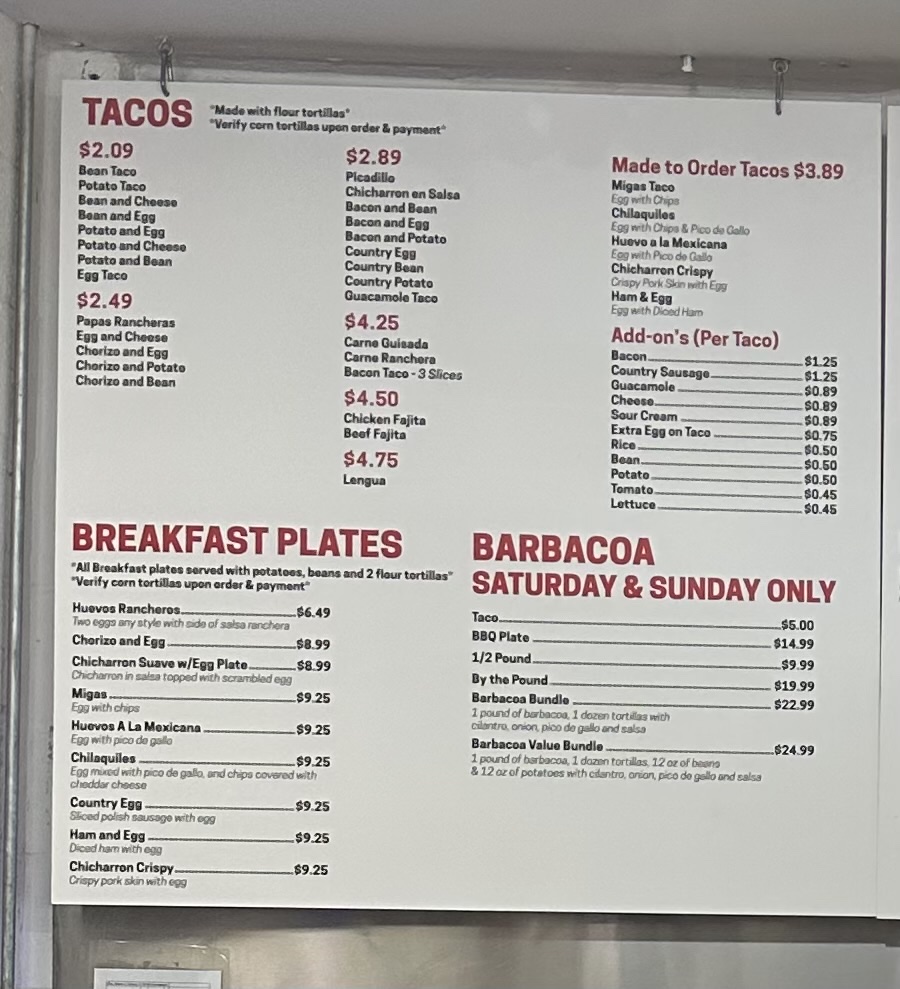 TACOS
"Made with flour tortillas"
"Verify corn tortillas upon order & payment"
$2.09
Bean Taco
Potato Taco
Bean and Cheese
Bean and Egg
Potato and Egg
Potato and Cheese
Potato and Bean
Egg Taco
$2.49
Papas Rancheras
Egg and Cheese
Chorizo and Egg
Chorizo and Potato
Chorizo and Bean
$2.89
Picadillo
Chicharron en Salsa
Bacon and Bean
Bacon and Egg
Bacon and Potato
Country Egg
Country Bean
Country Potato
Guacamole Taco
$4.25
Carne Guisada
Carne Ranchera
Bacon Taco - 3 Slices
$4.50
Chicken Fajita
Beef Fajita
$4.75
Lengua
Made to Order Tacos $3.89
Migas Taco
Egg with Chips
Chilaquiles
Egg with Chips & Pico de Gallo
Huevo a la Mexicana
Egg with Pico de Gallo
Chicharron Crispy
Crispy Pork Skin with Egg
Ham & Egg
Egg with Diced Ham
Add-on's (Per Taco)
Bacon $1.25
Country Sausage $1.25
Guacamole $0.89
Cheese $0.89
Sour Cream $0.89
Extra Egg on Taco $0.75
Rice $0.50
Bean $0.50
Potato $0.50
Tomato $0.45
Lettuce $0.45
BREAKFAST PLATES
"All Breakfast plates served with potatoes, beans and 2 flour tortillas"
"Verify corn tortillas upon order & payment"
Huevos Rancheros $6.49
Two eggs any style with side of salsa ranchera
Chorizo and Egg $8.99
Chicharron Suave w/Egg Plate $8.99
Chicharron in salsa topped with scrambled egg
Migas $9.25
Egg with chips
Huevos A La Mexicana $9.25
Egg with pico de gallo
Chilaquiles $9.25
Egg mixed with pico de gallo, and chips covered with
cheddar cheese
Country Egg $9.25
Sliced polish sausage with egg
Ham and Egg $9.25
Diced ham with egg
Chicharron Crispy $9.25
Crispy pork skin with egg
BARBACOA
SATURDAY & SUNDAY ONLY
Taco $5.00
BBQ Plate $14.99
1/2 Pound $9.99
By the Pound $19.99
Barbacoa Bundle $22.99
1 pound of barbacoa, 1 dozen tortillas with
cilantro, onion, pico de gallo and salsa
Barbacoa Value Bundle $24.99
1 pound of barbacoa, 1 dozen tortillas, 12 oz of beans
& 12 oz of potatoes with cilantro, onion, pico de gallo and salsa